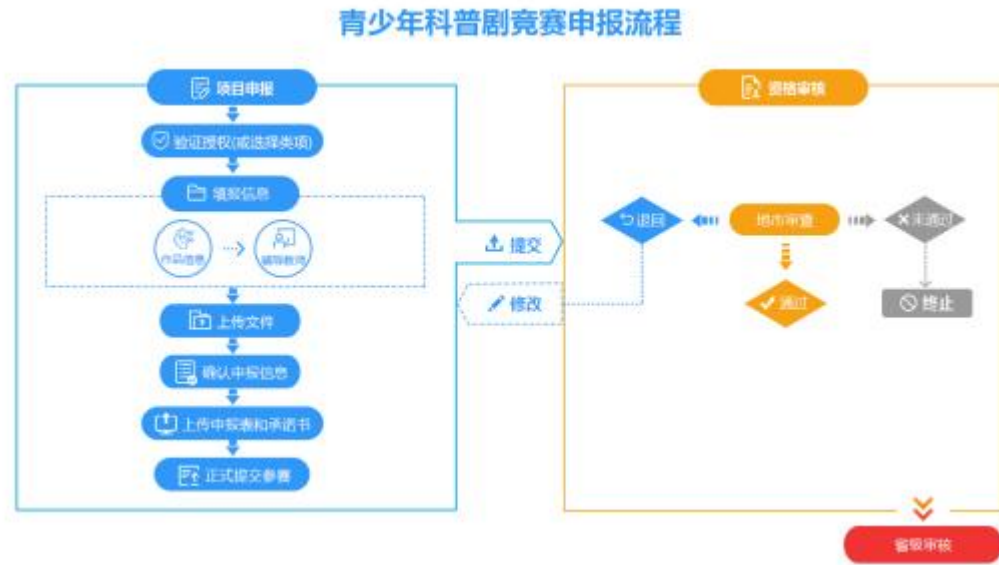 青少年科普剧竞赛申报流程
项目申报
验证授权(或选择类项)
填报信息
作品信息
辅导教师
上传文件
确认申报信息
上传申报表和承诺书
正式提交参赛
提交
修改
资格审核
退回
地市审查
未通过
通过
终止
省级审核